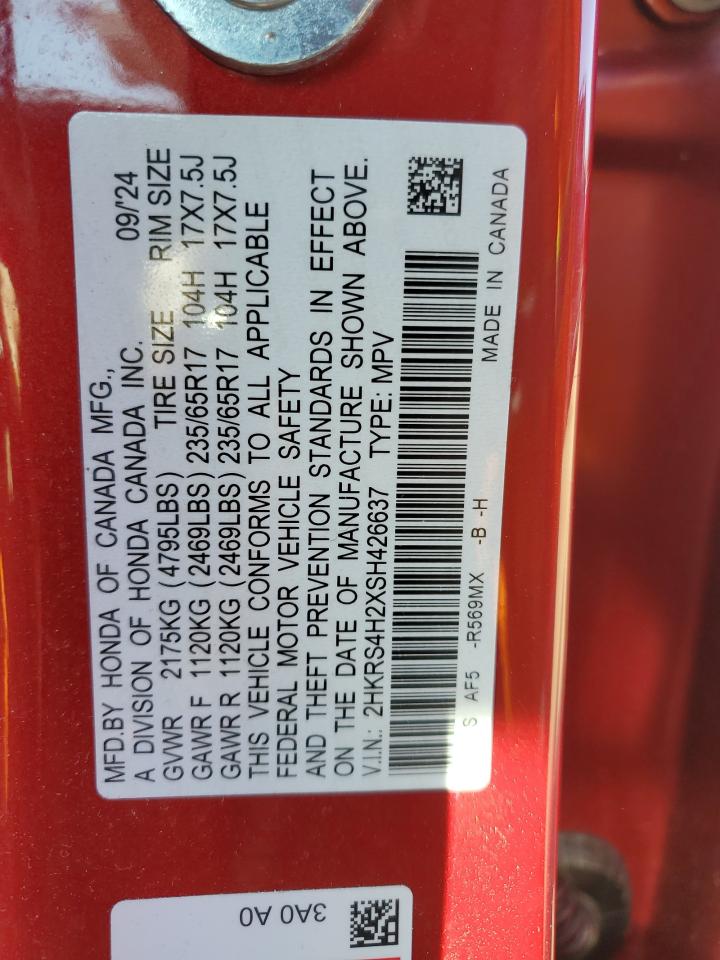 MFD.BY HONDA OF CANADA MFG.,
A DIVISION OF HONDA CANADA INC. 09/'24
GVWR 2175KG (4795LBS) TIRE SIZE RIM SIZE
GAWR F 1120KG (2469LBS) 235/65R17 104H 17X7.5J
GAWR R 1120KG (2469LBS) 235/65R17 104H 17X7.5J
THIS VEHICLE CONFORMS TO ALL APPLICABLE
FEDERAL MOTOR VEHICLE SAFETY
AND THEFT PREVENTION STANDARDS IN EFFECT
ON THE DATE OF MANUFACTURE SHOWN ABOVE.
V.I.N.: 2HKRS4H2XSH426637 TYPE: MPV
S AF5 -R569MX -B -H
MADE IN CANADA
3A0 A0